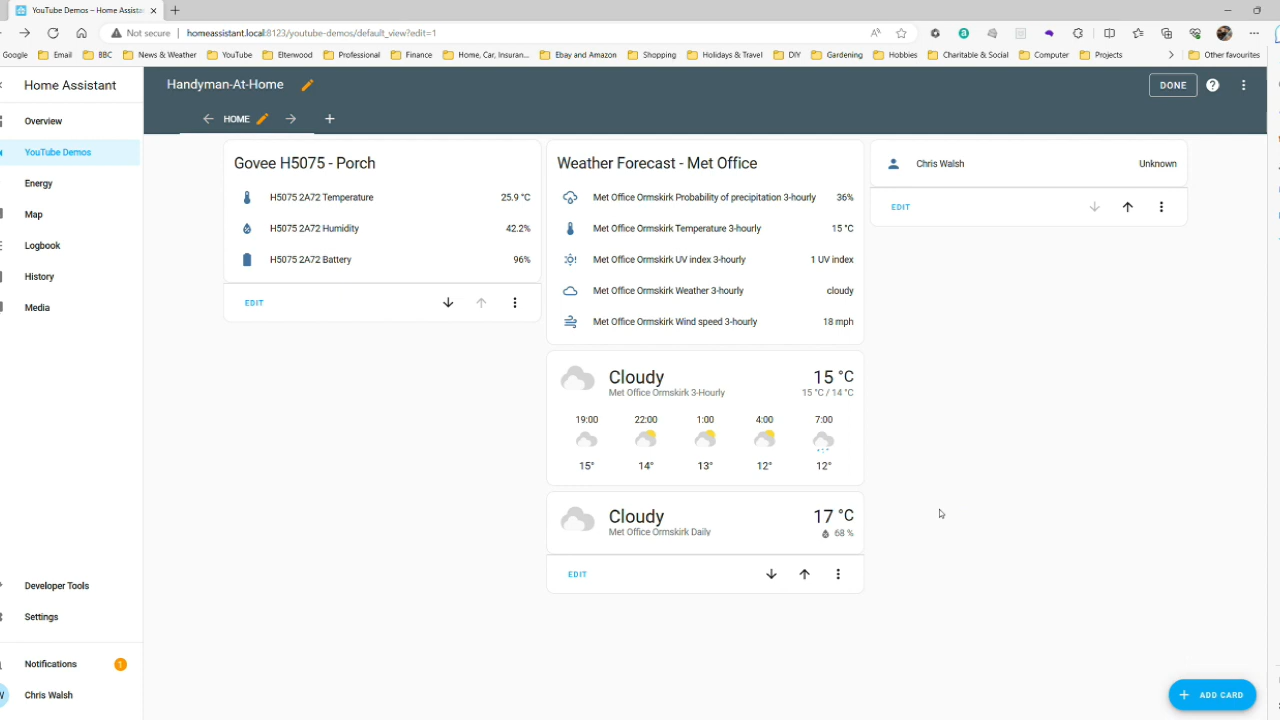 YouTube Demos – Home Assista
Not secure
homeassistant.local:8123/youtube-demos/default_view?edit=1
Google Email BBC News & Weather YouTube Ellenwood Professional Finance Home, Car, Insuran... Ebay and Amazon Shopping Holidays & Travel DIY Gardening Hobbies Charitable & Social Computer Projects Other favourites
Home Assistant
Overview
YouTube Demos
Energy
Map
Logbook
History
Media
Developer Tools
Settings
Notifications 1
Chris Walsh
Handyman-At-Home
DONE
HOME
Govee H5075 - Porch
H5075 2A72 Temperature 25.9 °C
H5075 2A72 Humidity 42.2%
H5075 2A72 Battery 96%
EDIT
Weather Forecast - Met Office
Met Office Ormskirk Probability of precipitation 3-hourly 36%
Met Office Ormskirk Temperature 3-hourly 15 °C
Met Office Ormskirk UV index 3-hourly 1 UV index
Met Office Ormskirk Weather 3-hourly cloudy
Met Office Ormskirk Wind speed 3-hourly 18 mph
Cloudy 15 °C
Met Office Ormskirk 3-Hourly 15 °C / 14 °C
19:00 22:00 1:00 4:00 7:00
15° 14° 13° 12° 12°
Cloudy 17 °C
Met Office Ormskirk Daily 68 %
EDIT
Chris Walsh Unknown
EDIT
ADD CARD